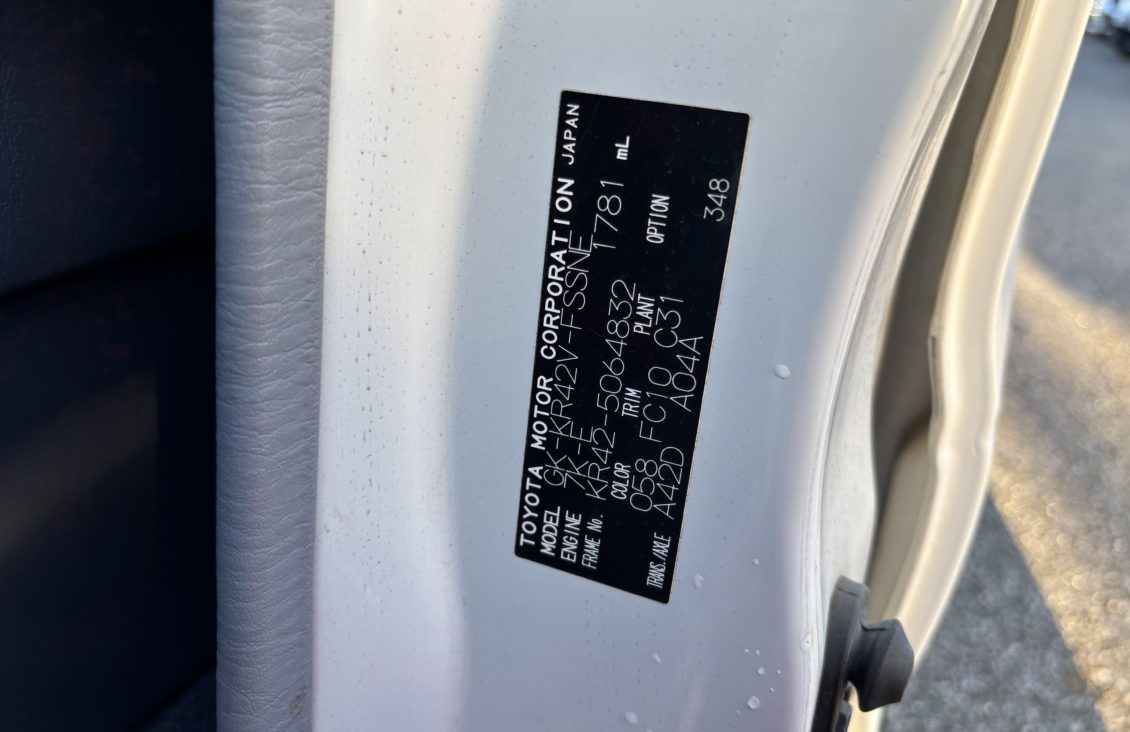 TOYOTA MOTOR CORPORATION JAPAN
MODEL GK-KR42V-FSSNE
ENGINE 7K-E 1781 mL
FRAME No. KR42-5064832
COLOR TRIM PLANT OPTION
058 FC10 C31
TRANS./AXLE A42D A04A 348